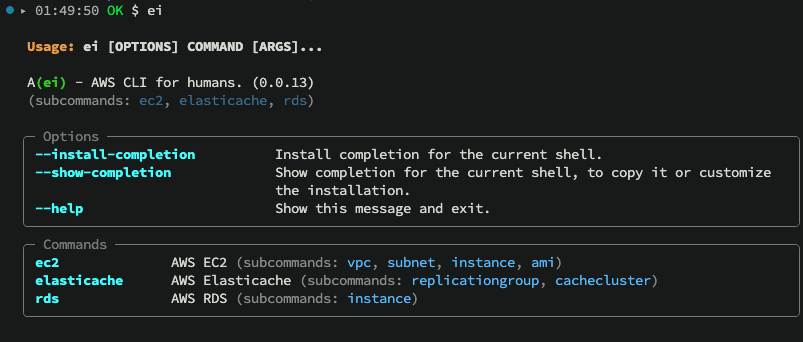 01:49:50 OK $ ei
Usage: ei [OPTIONS] COMMAND [ARGS]...
A(ei) - AWS CLI for humans. (0.0.13)
(subcommands: ec2, elasticache, rds)
Options
--install-completion Install completion for the current shell.
--show-completion Show completion for the current shell, to copy it or customize
the installation.
--help Show this message and exit.
Commands
ec2 AWS EC2 (subcommands: vpc, subnet, instance, ami)
elasticache AWS Elasticache (subcommands: replicationgroup, cachecluster)
rds AWS RDS (subcommands: instance)